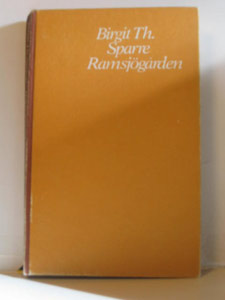 Birgit Th.
Sparre
Ramsjögården